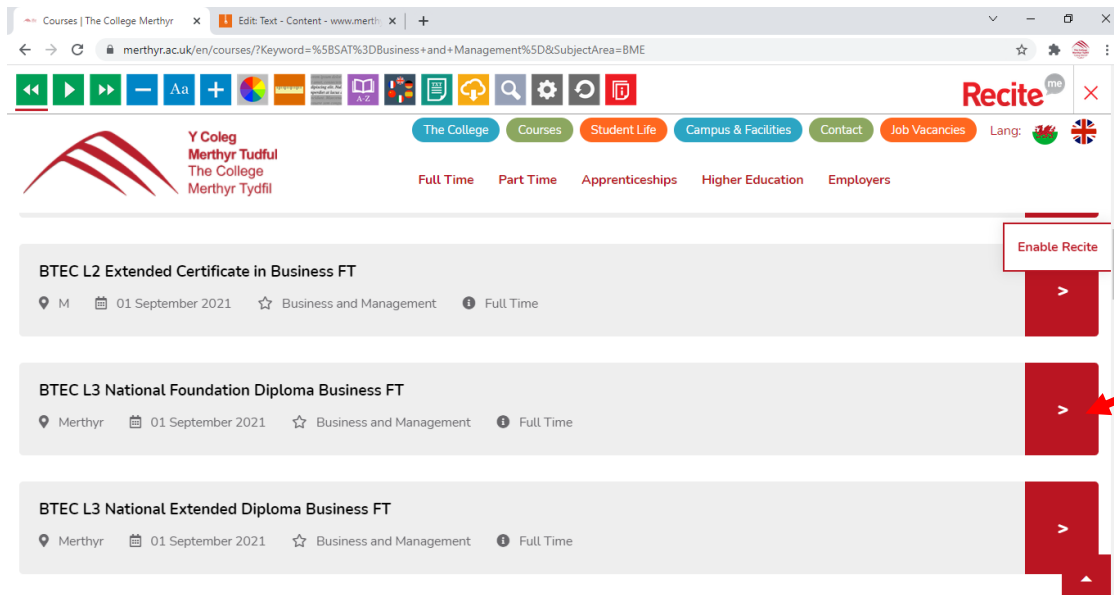 Courses | The College Merthyr
Edit: Text - Content - www.merth
merthyr.ac.uk/en/courses/?Keyword=%5BSAT%3DBusiness+and+Management%5D&SubjectArea=BME
Aa
A-Z
Recite me
Y Coleg
Merthyr Tudful
The College
Merthyr Tydfil
The College Courses Student Life Campus & Facilities Contact Job Vacancies Lang:
Full Time Part Time Apprenticeships Higher Education Employers
Enable Recite
BTEC L2 Extended Certificate in Business FT
M 01 September 2021 Business and Management Full Time
BTEC L3 National Foundation Diploma Business FT
Merthyr 01 September 2021 Business and Management Full Time
BTEC L3 National Extended Diploma Business FT
Merthyr 01 September 2021 Business and Management Full Time